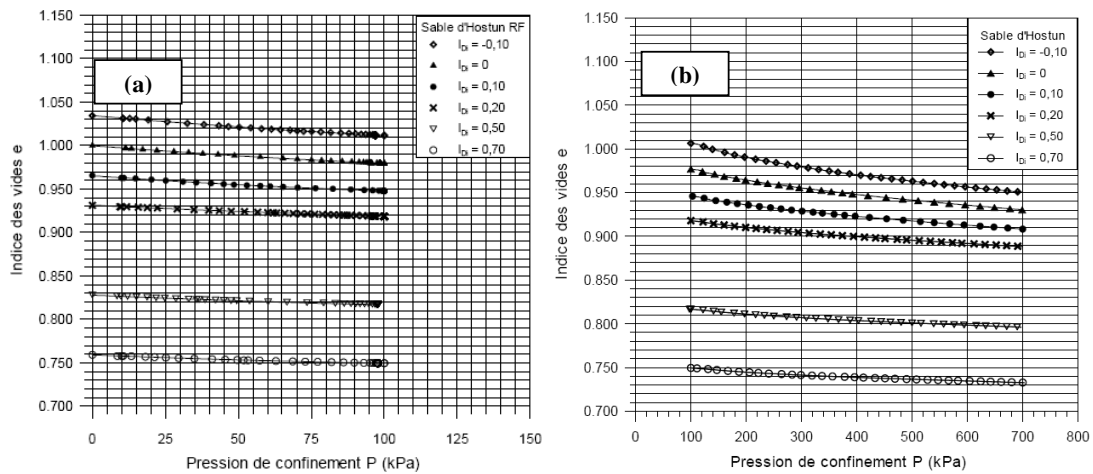 (a)
Sable d'Hostun RF
I_Di = -0,10
I_Di = 0
I_Di = 0,10
I_Di = 0,20
I_Di = 0,50
I_Di = 0,70
Indice des vides e
1.150
1.100
1.050
1.000
0.950
0.900
0.850
0.800
0.750
0.700
0
25
50
75
100
125
150
Pression de confinement P (kPa)
(b)
Sable d'Hostun
I_Di = -0,10
I_Di = 0
I_Di = 0,10
I_Di = 0,20
I_Di = 0,50
I_Di = 0,70
Indice des vides e
1.150
1.100
1.050
1.000
0.950
0.900
0.850
0.800
0.750
0.700
0
100
200
300
400
500
600
700
800
Pression de confinement P (kPa)